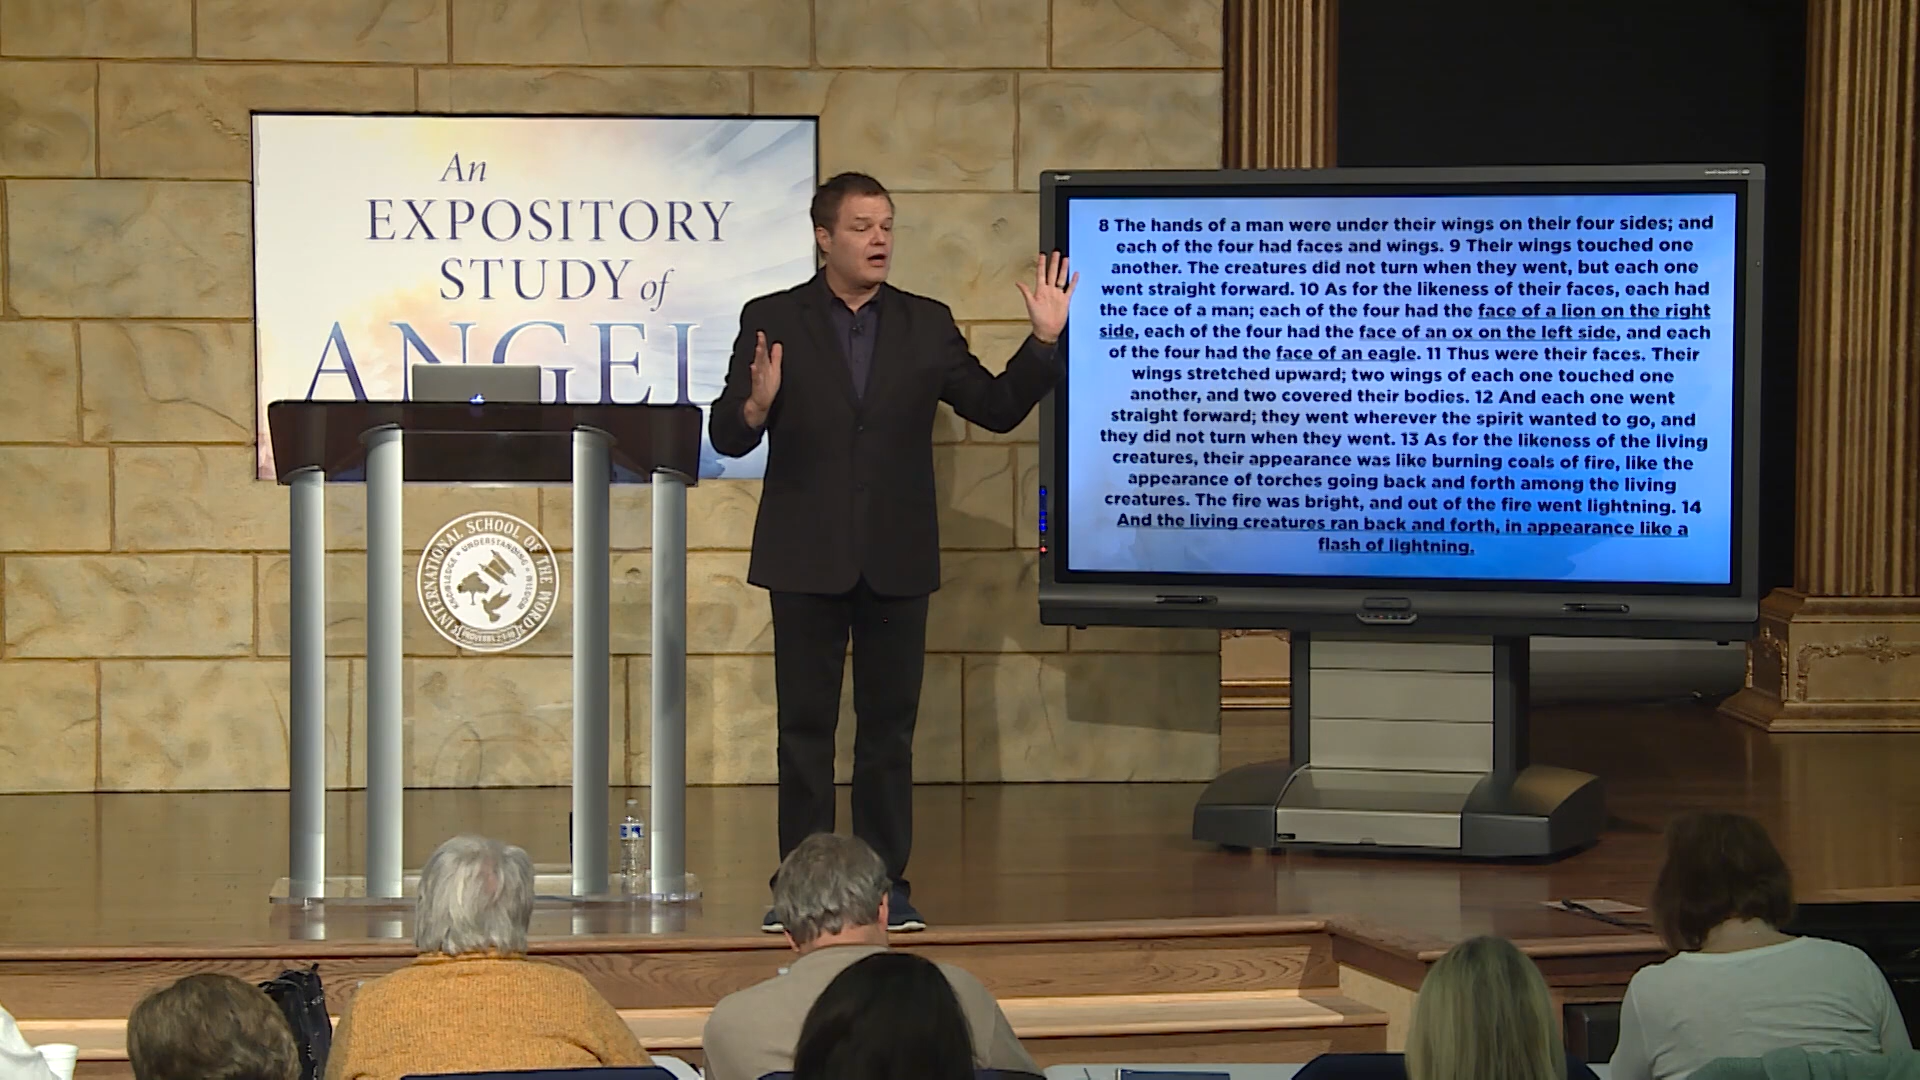 An
EXPOSITORY
STUDY of
ANGEL
INTERNATIONAL SCHOOL OF THE WORD
KNOWLEDGE • UNDERSTANDING • WISDOM
8 The hands of a man were under their wings on their four sides; and
each of the four had faces and wings. 9 Their wings touched one
another. The creatures did not turn when they went, but each one
went straight forward. 10 As for the likeness of their faces, each had
the face of a man; each of the four had the face of a lion on the right
side, each of the four had the face of an ox on the left side, and each
of the four had the face of an eagle. 11 Thus were their faces. Their
wings stretched upward; two wings of each one touched one
another, and two covered their bodies. 12 And each one went
straight forward; they went wherever the spirit wanted to go, and
they did not turn when they went. 13 As for the likeness of the living
creatures, their appearance was like burning coals of fire, like the
appearance of torches going back and forth among the living
creatures. The fire was bright, and out of the fire went lightning. 14
And the living creatures ran back and forth, in appearance like a
flash of lightning.